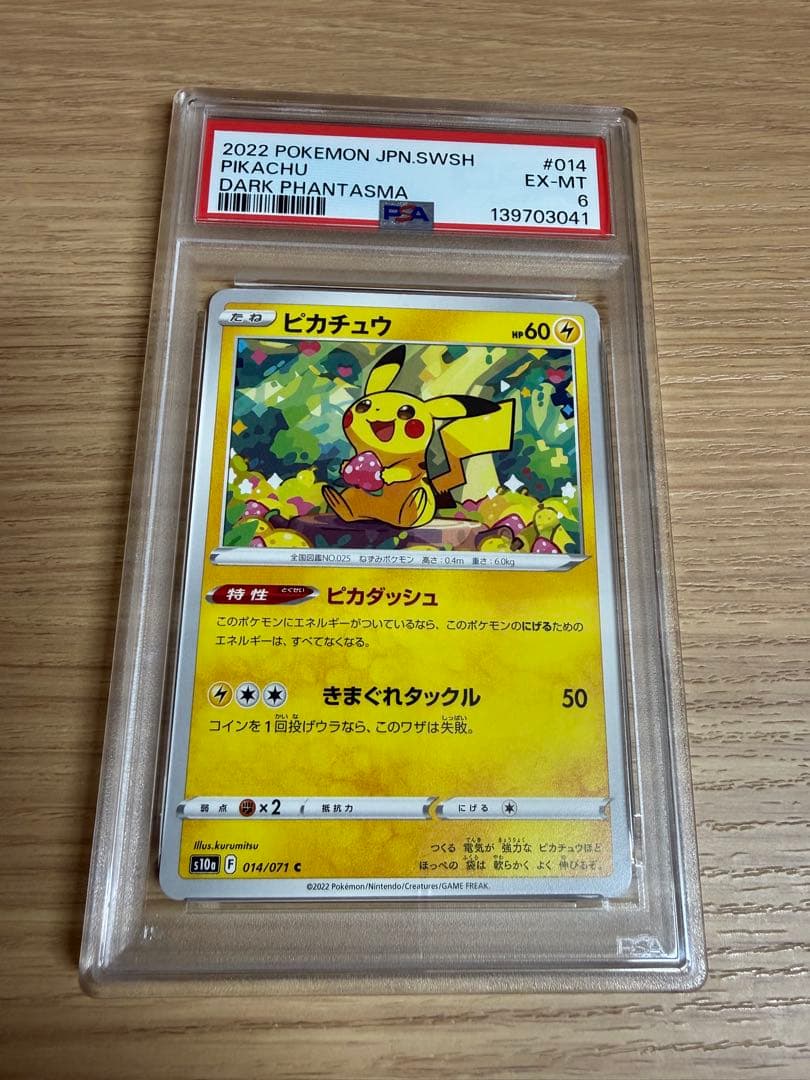 2022 POKEMON JPN.SWSH #014
PIKACHU EX-MT
DARK PHANTASMA 6
PSA 139703041
たね ピカチュウ HP60
全国図鑑NO.025 ねずみポケモン 高さ:0.4m 重さ:6.0kg
特性 とくせい ピカダッシュ
このポケモンにエネルギーがついているなら、このポケモンのにげるための
エネルギーは、すべてなくなる。
きまぐれタックル 50
コインを1回投げウラなら、このワザは失敗。
弱点 ×2 抵抗力 にげる
Illus.kurumitsu
つくる 電気が 強力な ピカチュウほど
ほっぺの 袋は 軟らかく よく 伸びるぞ。
s10a F 014/071 C
©2022 Pokémon/Nintendo/Creatures/GAME FREAK.
PSA